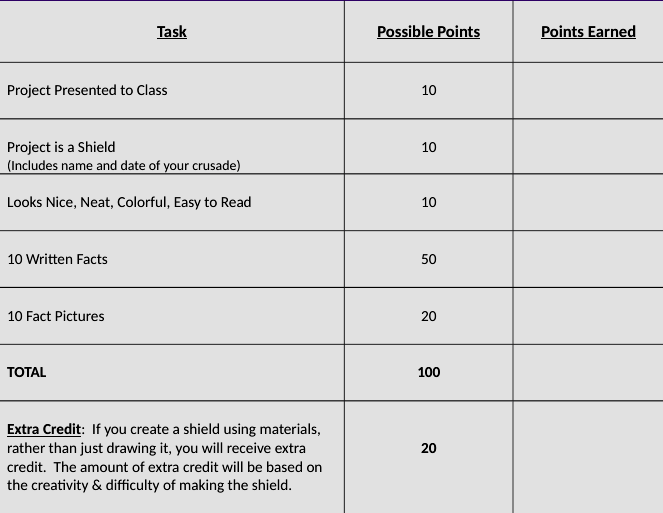 Task Possible Points Points Earned
Project Presented to Class 10
Project is a Shield 10
(Includes name and date of your crusade)
Looks Nice, Neat, Colorful, Easy to Read 10
10 Written Facts 50
10 Fact Pictures 20
TOTAL 100
Extra Credit:  If you create a shield using materials,
rather than just drawing it, you will receive extra 20
credit.  The amount of extra credit will be based on
the creativity & difficulty of making the shield.